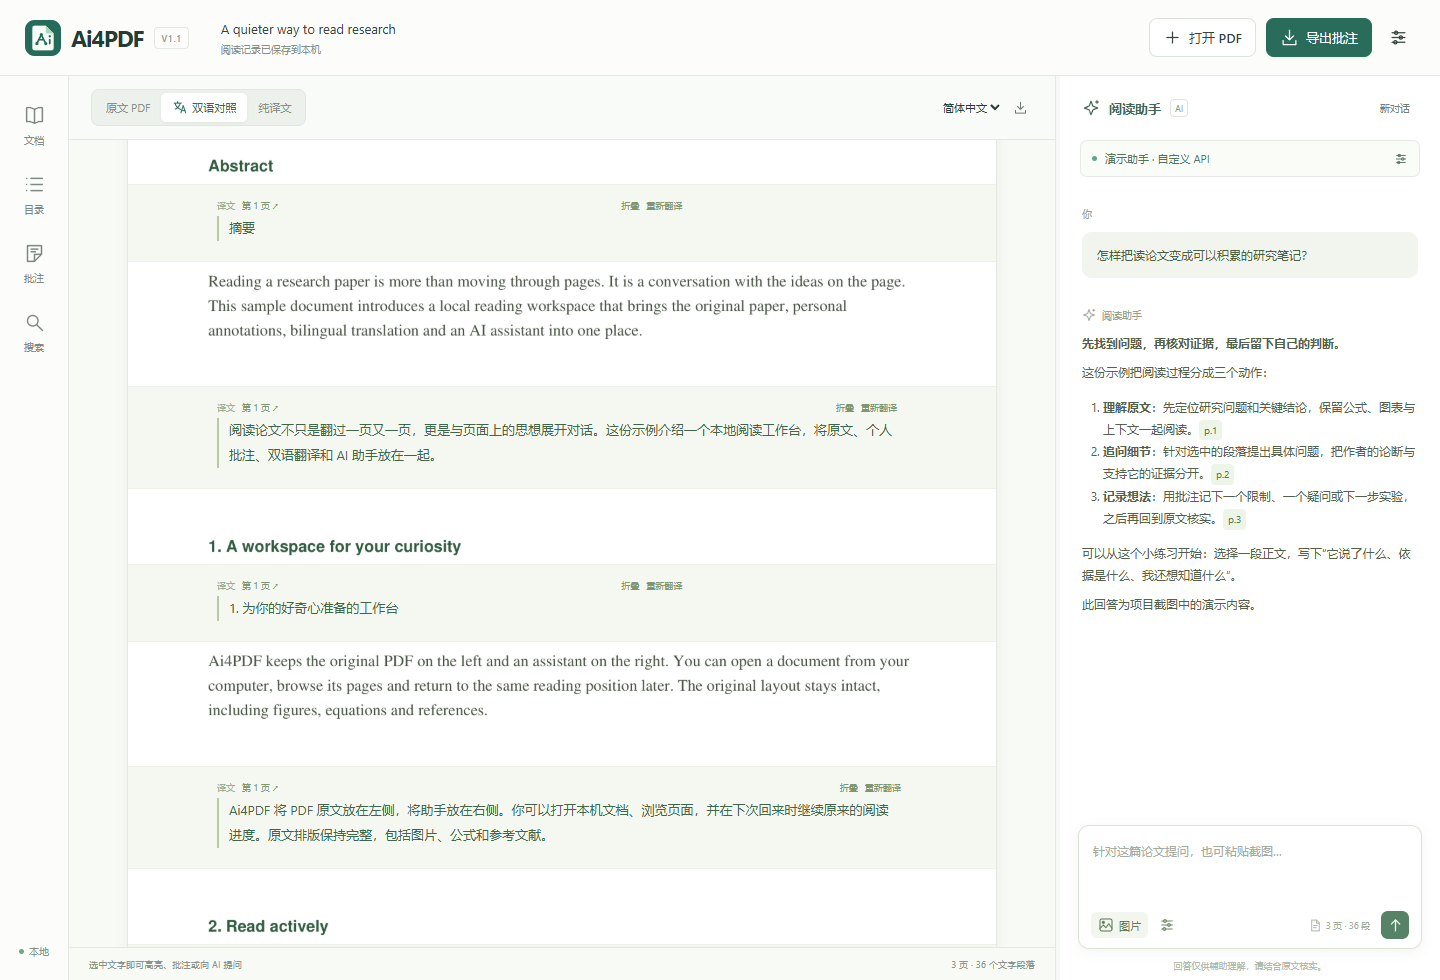 Ai4PDF
V1.1
A quieter way to read research
阅读记录已保存到本机
打开 PDF
导出批注
文档
目录
批注
搜索
本地
原文 PDF
双语对照
纯译文
简体中文
Abstract
译文 第 1 页 ↗
折叠 重新翻译
摘要
Reading a research paper is more than moving through pages. It is a conversation with the ideas on the page.
This sample document introduces a local reading workspace that brings the original paper, personal
annotations, bilingual translation and an AI assistant into one place.
译文 第 1 页 ↗
折叠 重新翻译
阅读论文不只是翻过一页又一页，更是与页面上的思想展开对话。这份示例介绍一个本地阅读工作台，将原文、个人
批注、双语翻译和 AI 助手放在一起。
1. A workspace for your curiosity
译文 第 1 页 ↗
折叠 重新翻译
1. 为你的好奇心准备的工作台
Ai4PDF keeps the original PDF on the left and an assistant on the right. You can open a document from your
computer, browse its pages and return to the same reading position later. The original layout stays intact,
including figures, equations and references.
译文 第 1 页 ↗
折叠 重新翻译
Ai4PDF 将 PDF 原文放在左侧，将助手放在右侧。你可以打开本机文档、浏览页面，并在下次回来时继续原来的阅读
进度。原文排版保持完整，包括图片、公式和参考文献。
2. Read actively
选中文字即可高亮、批注或向 AI 提问
3 页 · 36 个文字段落
阅读助手
AI
新对话
演示助手 · 自定义 API
你
怎样把读论文变成可以积累的研究笔记？
阅读助手
先找到问题，再核对证据，最后留下自己的判断。
这份示例把阅读过程分成三个动作：
1. 理解原文：先定位研究问题和关键结论，保留公式、图表与
上下文一起阅读。 p.1
2. 追问细节：针对选中的段落提出具体问题，把作者的论断与
支持它的证据分开。 p.2
3. 记录想法：用批注记下一个限制、一个疑问或下一步实验，
之后再回到原文核实。 p.3
可以从这个小练习开始：选择一段正文，写下“它说了什么、依
据是什么、我还想知道什么”。
此回答为项目截图中的演示内容。
针对这篇论文提问，也可粘贴截图...
图片
3 页 · 36 段
回答仅供辅助理解，请结合原文核实。